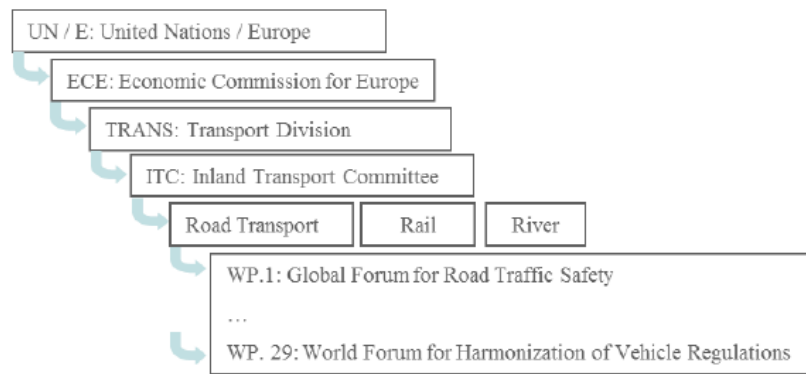 UN / E: United Nations / Europe
ECE: Economic Commission for Europe
TRANS: Transport Division
ITC: Inland Transport Committee
Road Transport Rail River
WP.1: Global Forum for Road Traffic Safety
…
WP. 29: World Forum for Harmonization of Vehicle Regulations